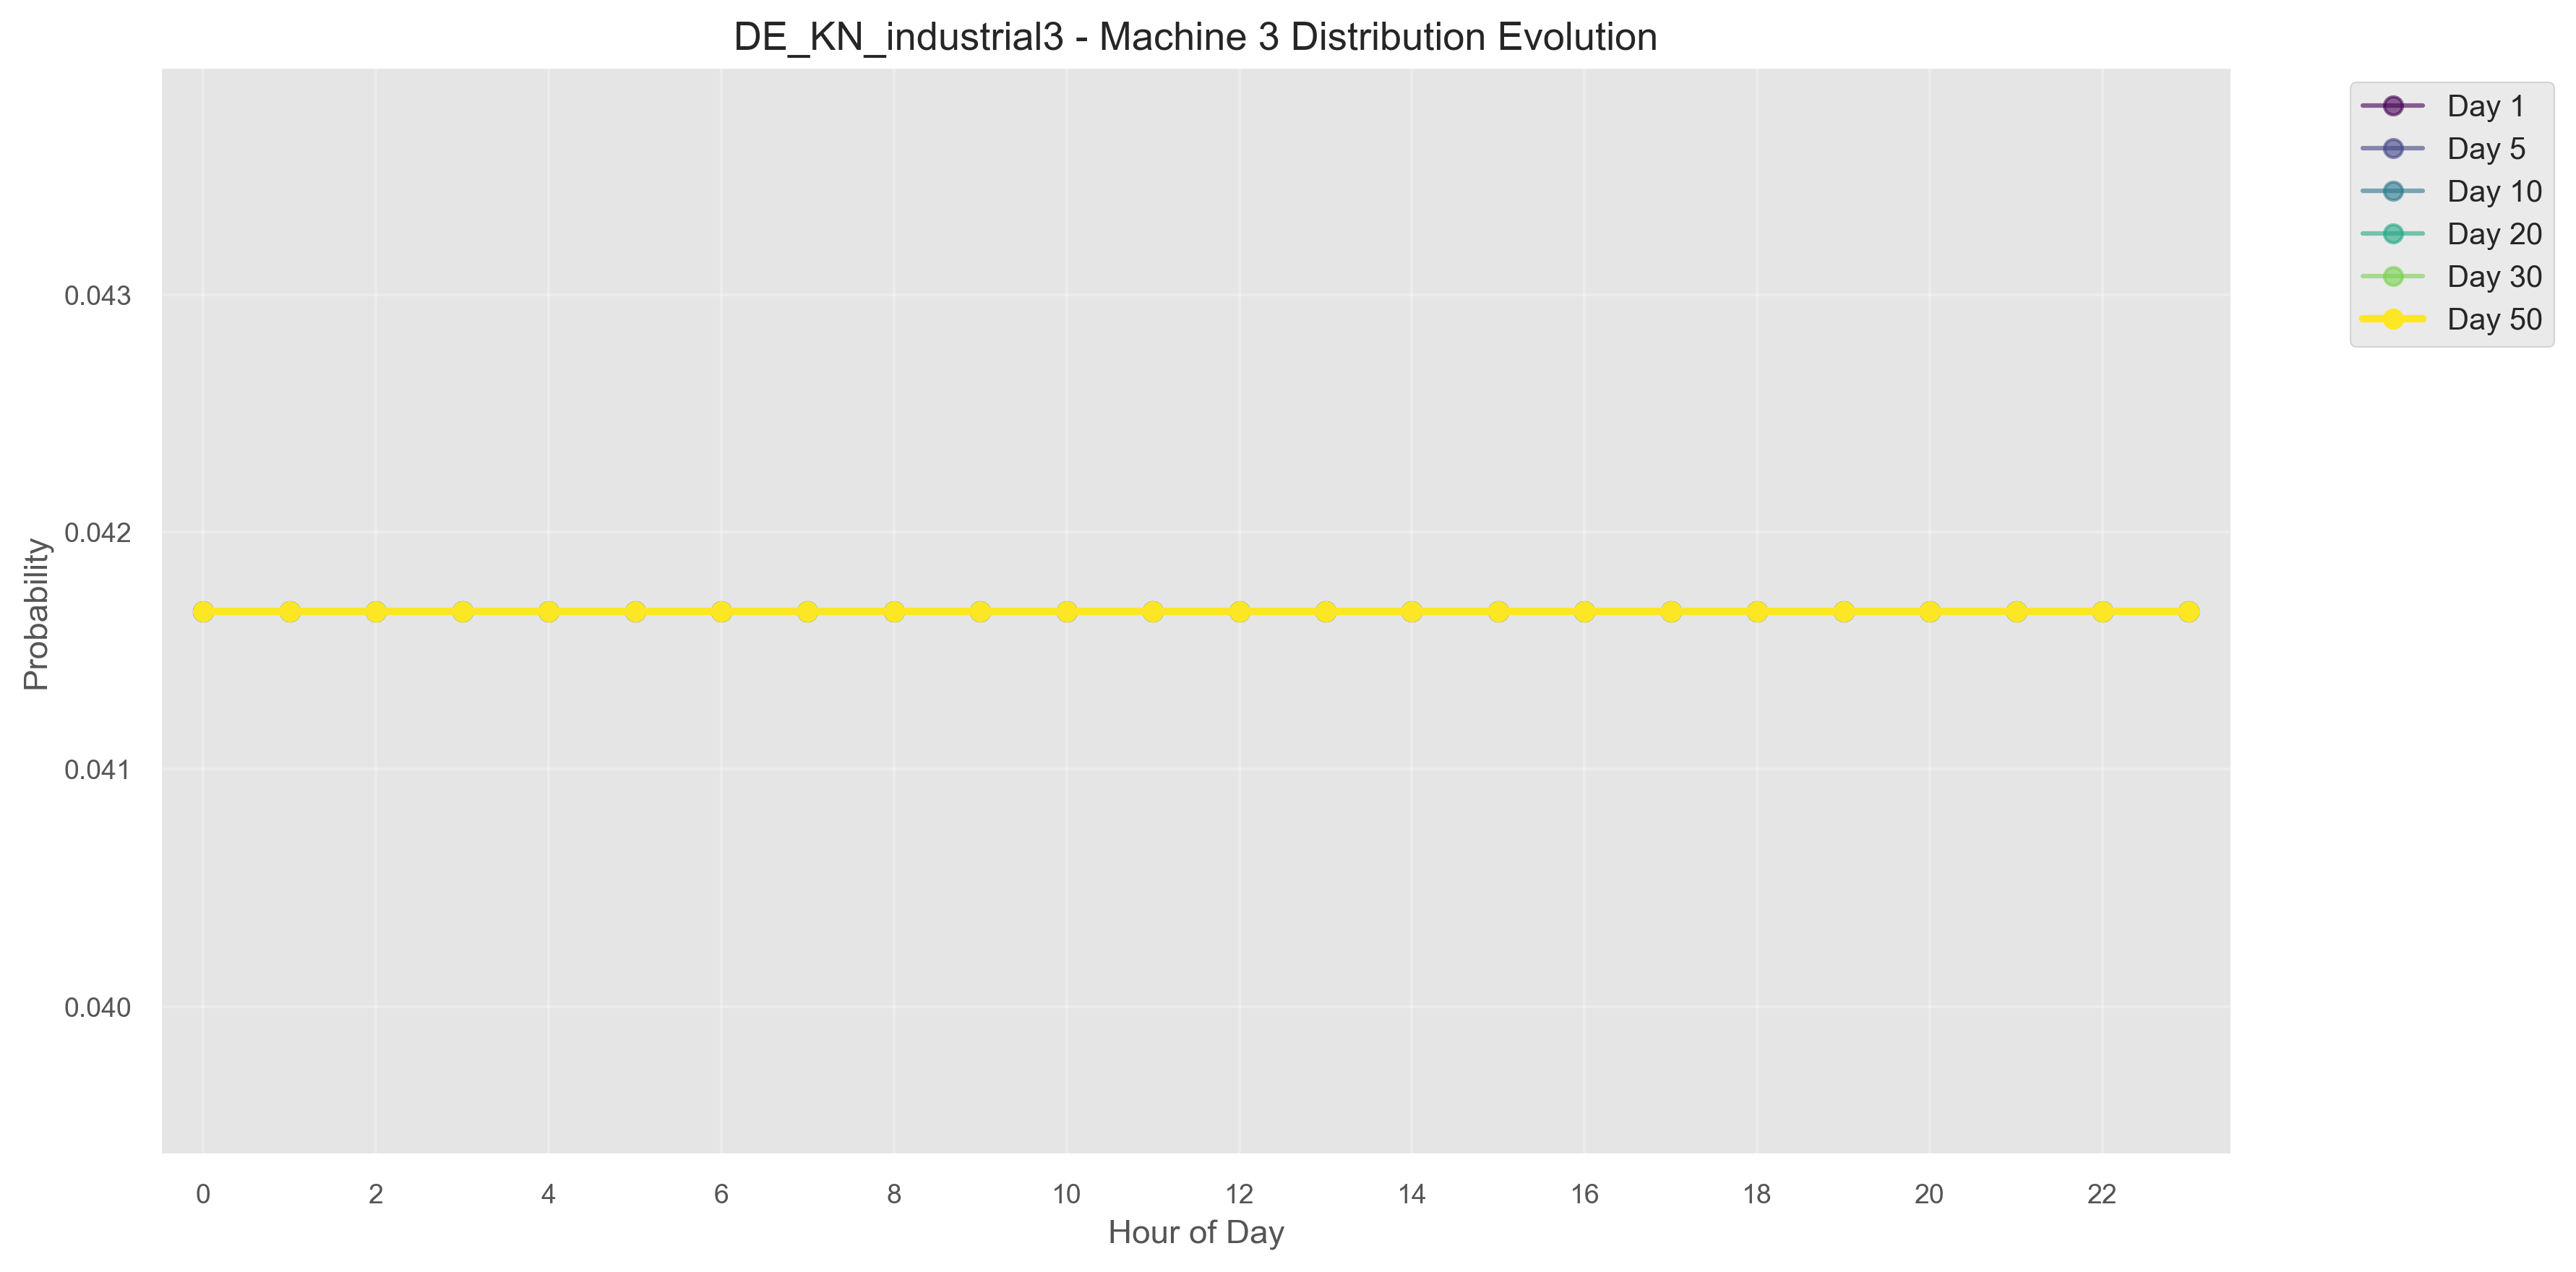 DE_KN_industrial3 - Machine 3 Distribution Evolution
Day 1
Day 5
Day 10
Day 20
Day 30
Day 50
Probability
0.043
0.042
0.041
0.040
0 2 4 6 8 10 12 14 16 18 20 22
Hour of Day